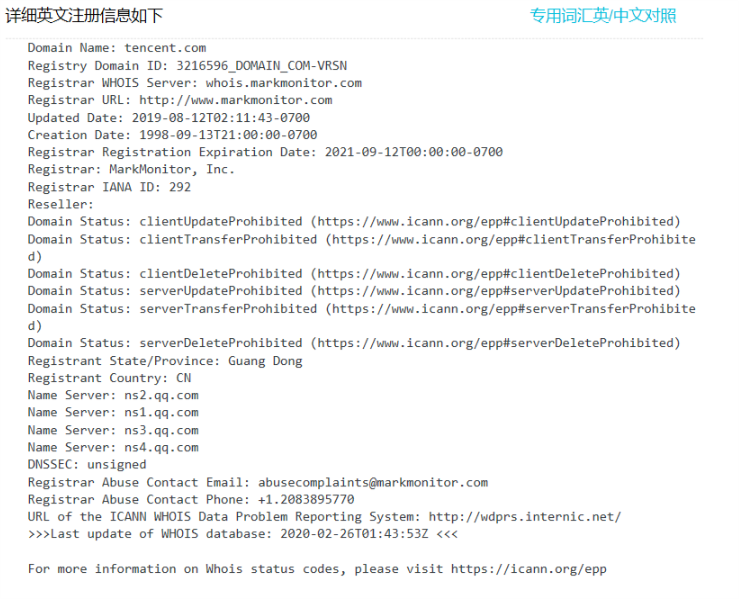 详细英文注册信息如下 专用词汇英/中文对照
Domain Name: tencent.com
Registry Domain ID: 3216596_DOMAIN_COM-VRSN
Registrar WHOIS Server: whois.markmonitor.com
Registrar URL: http://www.markmonitor.com
Updated Date: 2019-08-12T02:11:43-0700
Creation Date: 1998-09-13T21:00:00-0700
Registrar Registration Expiration Date: 2021-09-12T00:00:00-0700
Registrar: MarkMonitor, Inc.
Registrar IANA ID: 292
Reseller:
Domain Status: clientUpdateProhibited (https://www.icann.org/epp#clientUpdateProhibited)
Domain Status: clientTransferProhibited (https://www.icann.org/epp#clientTransferProhibite
d)
Domain Status: clientDeleteProhibited (https://www.icann.org/epp#clientDeleteProhibited)
Domain Status: serverUpdateProhibited (https://www.icann.org/epp#serverUpdateProhibited)
Domain Status: serverTransferProhibited (https://www.icann.org/epp#serverTransferProhibite
d)
Domain Status: serverDeleteProhibited (https://www.icann.org/epp#serverDeleteProhibited)
Registrant State/Province: Guang Dong
Registrant Country: CN
Name Server: ns2.qq.com
Name Server: ns1.qq.com
Name Server: ns3.qq.com
Name Server: ns4.qq.com
DNSSEC: unsigned
Registrar Abuse Contact Email: abusecomplaints@markmonitor.com
Registrar Abuse Contact Phone: +1.2083895770
URL of the ICANN WHOIS Data Problem Reporting System: http://wdprs.internic.net/
>>>Last update of WHOIS database: 2020-02-26T01:43:53Z <<<
For more information on Whois status codes, please visit https://icann.org/epp